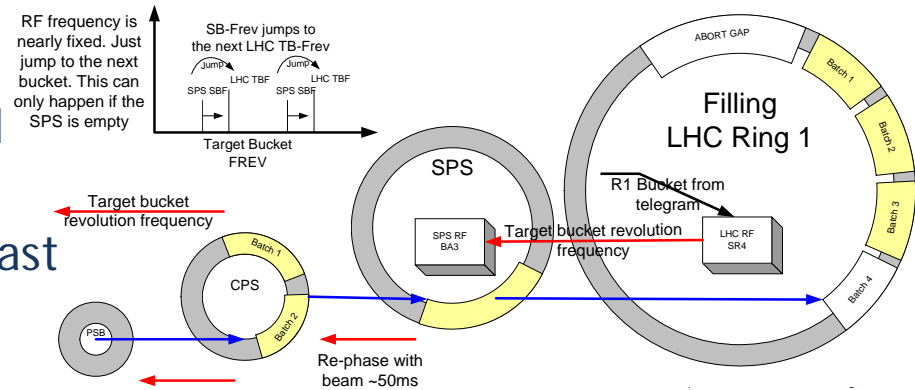 RF frequency is
nearly fixed. Just
jump to the next
bucket. This can
only happen if the
SPS is empty
SB-Frev jumps to
the next LHC TB-Frev
Jump
LHC TBF
SPS SBF
Jump
LHC TBF
SPS SBF
Target Bucket
FREV
ABORT GAP
Batch 1
Batch 2
Batch 3
Batch 4
Filling
LHC Ring 1
R1 Bucket from
telegram
LHC RF
SR4
SPS
SPS RF
BA3
Target bucket revolution
frequency
Target bucket
revolution frequency
ast
CPS
Batch 1
Batch 2
PSB
Re-phase with
beam ~50ms